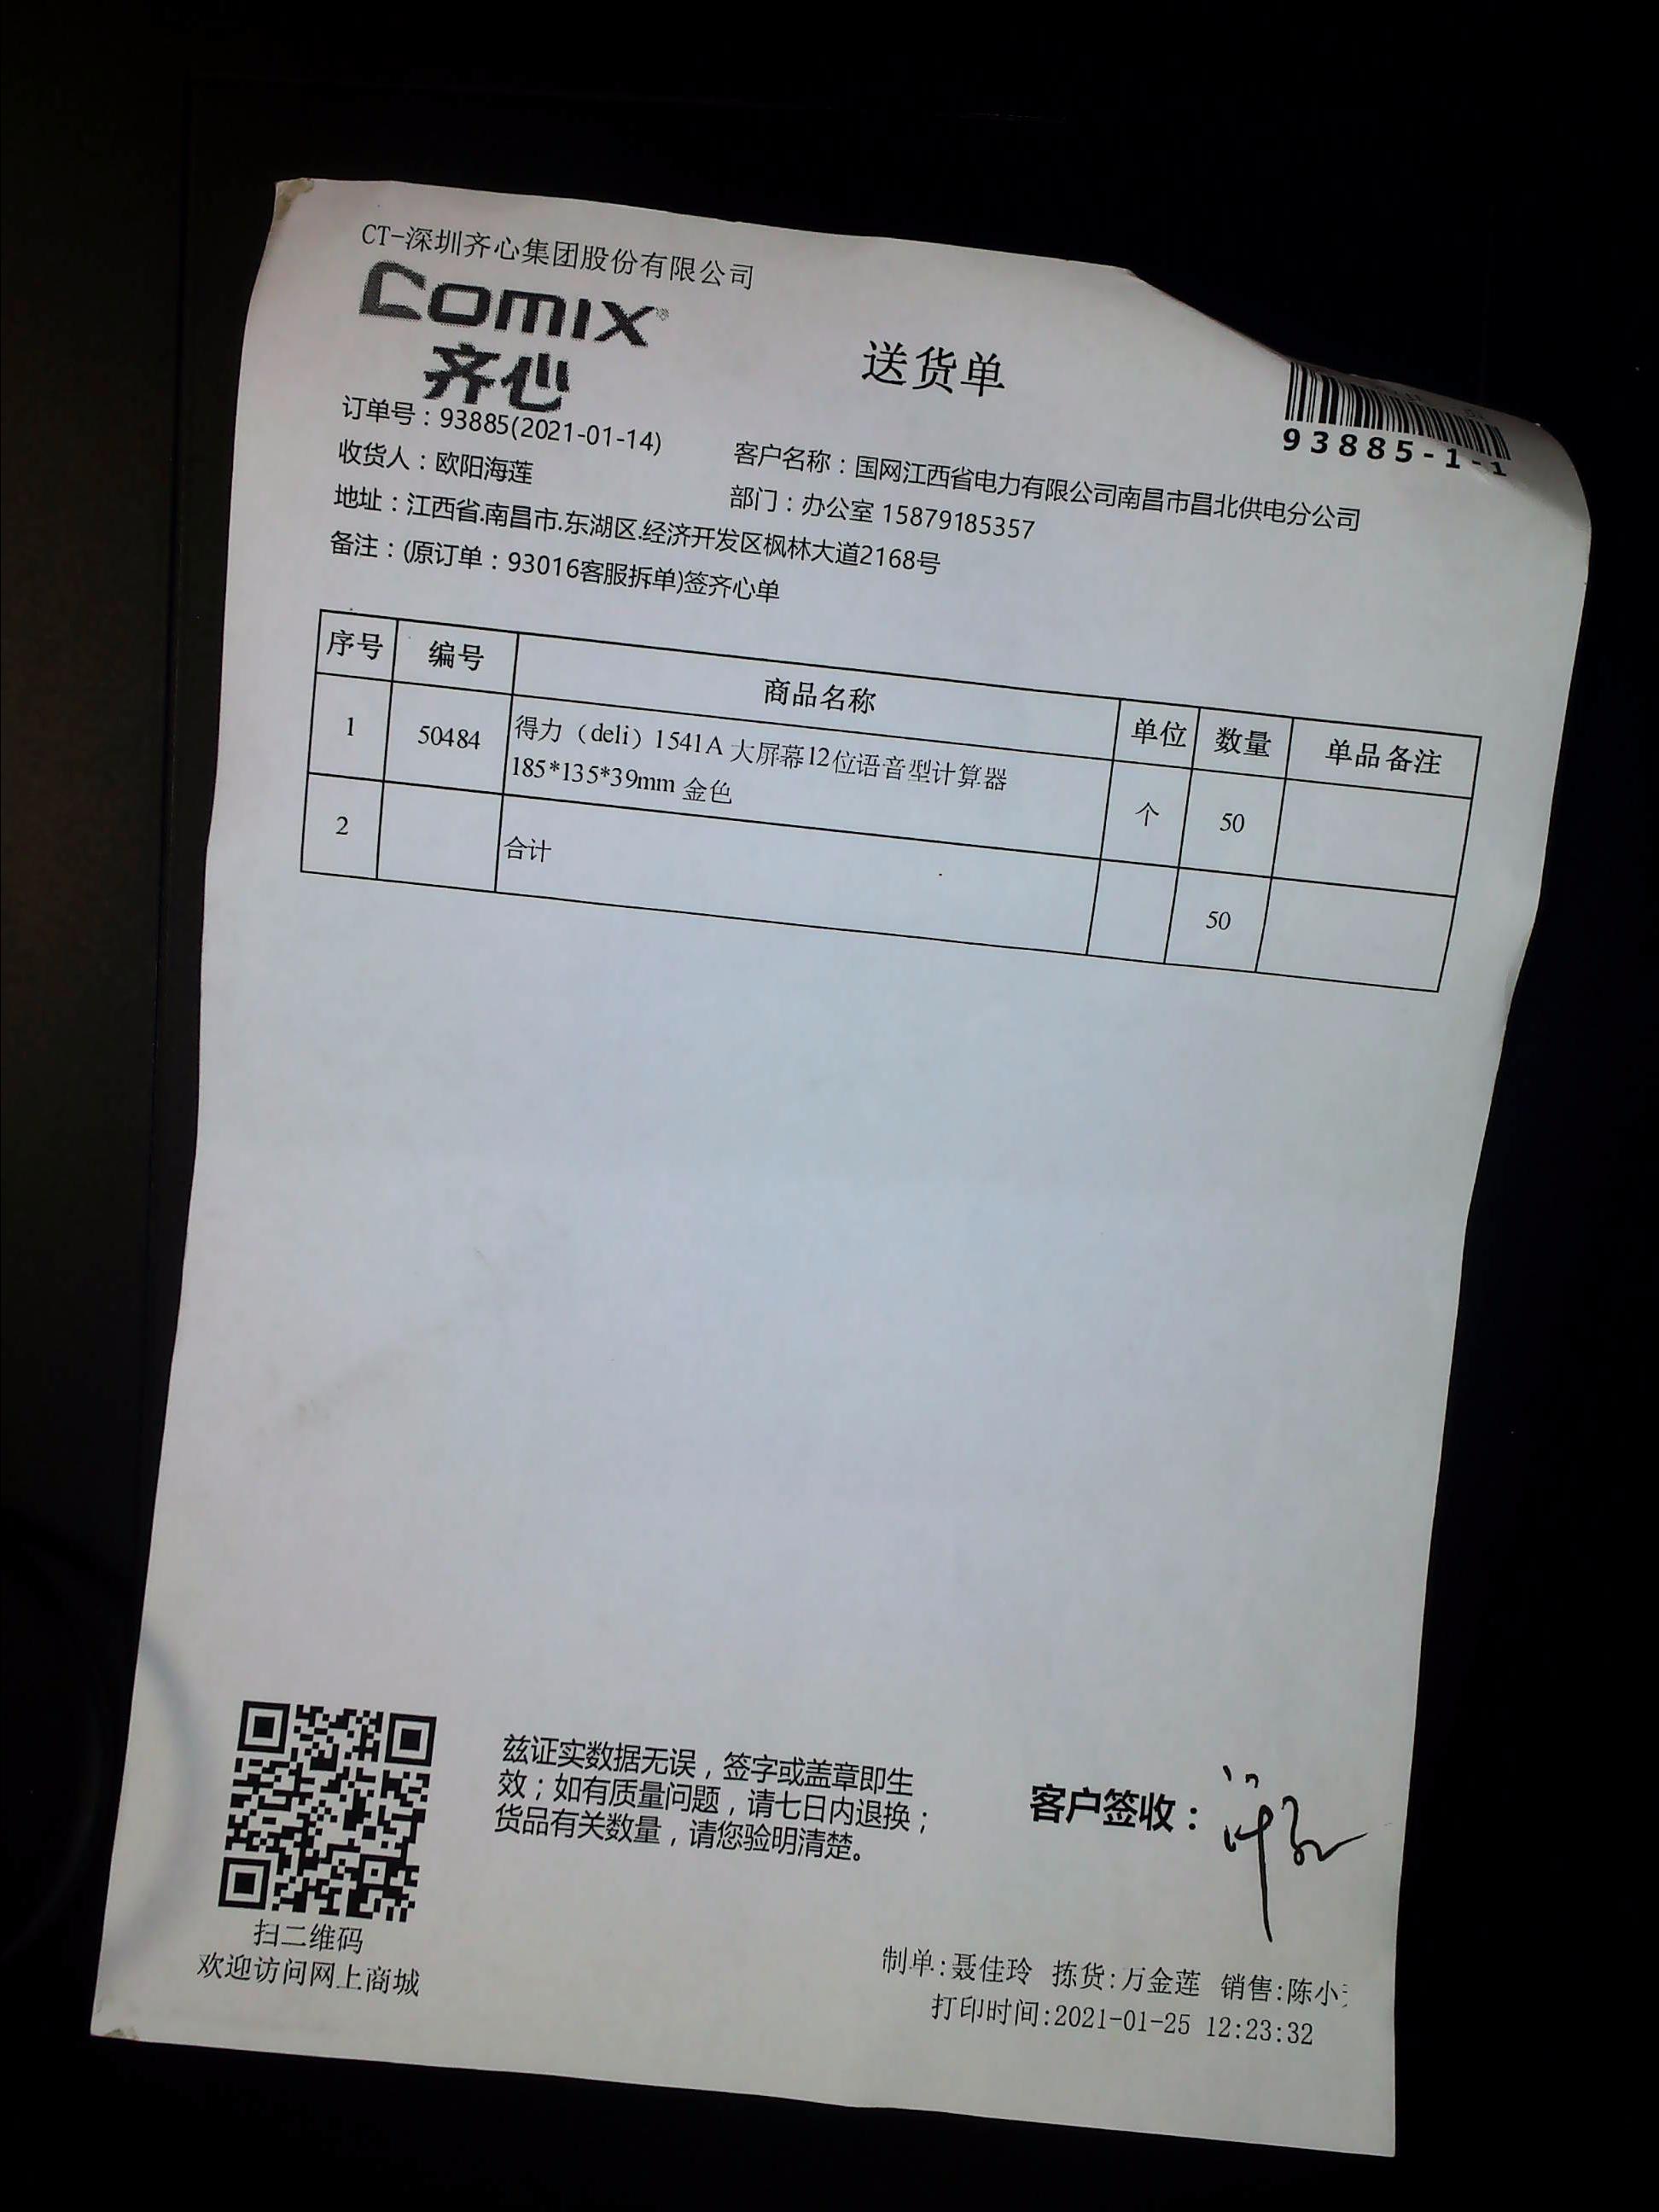 CT-深圳齐心集团股份有限公司
COMIX
齐心
送货单
93885-1-1
订单号：93885(2021-01-14)
客户名称：国网江西省电力有限公司南昌市昌北供电分公司
收货人：欧阳海莲
部门：办公室 15879185357
地址：江西省.南昌市.东湖区.经济开发区枫林大道2168号
备注：(原订单：93016客服拆单)签齐心单
序号 编号 商品名称 单位 数量 单品备注
1 50484 得力（deli）1541A 大屏幕12位语音型计算器 个 50
185*135*39mm 金色
2 合计 50
兹证实数据无误，签字或盖章即生
效；如有质量问题，请七日内退换；
货品有关数量，请您验明清楚。
客户签收：
扫二维码
欢迎访问网上商城
制单:聂佳玲 拣货:万金莲 销售:陈小
打印时间:2021-01-25 12:23:32